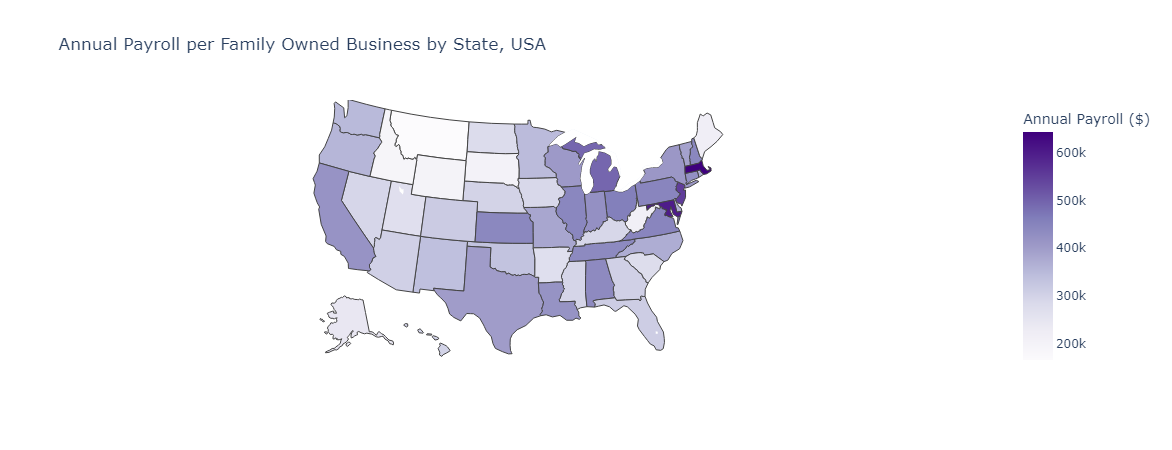 Annual Payroll per Family Owned Business by State, USA
Annual Payroll ($)
600k
500k
400k
300k
200k